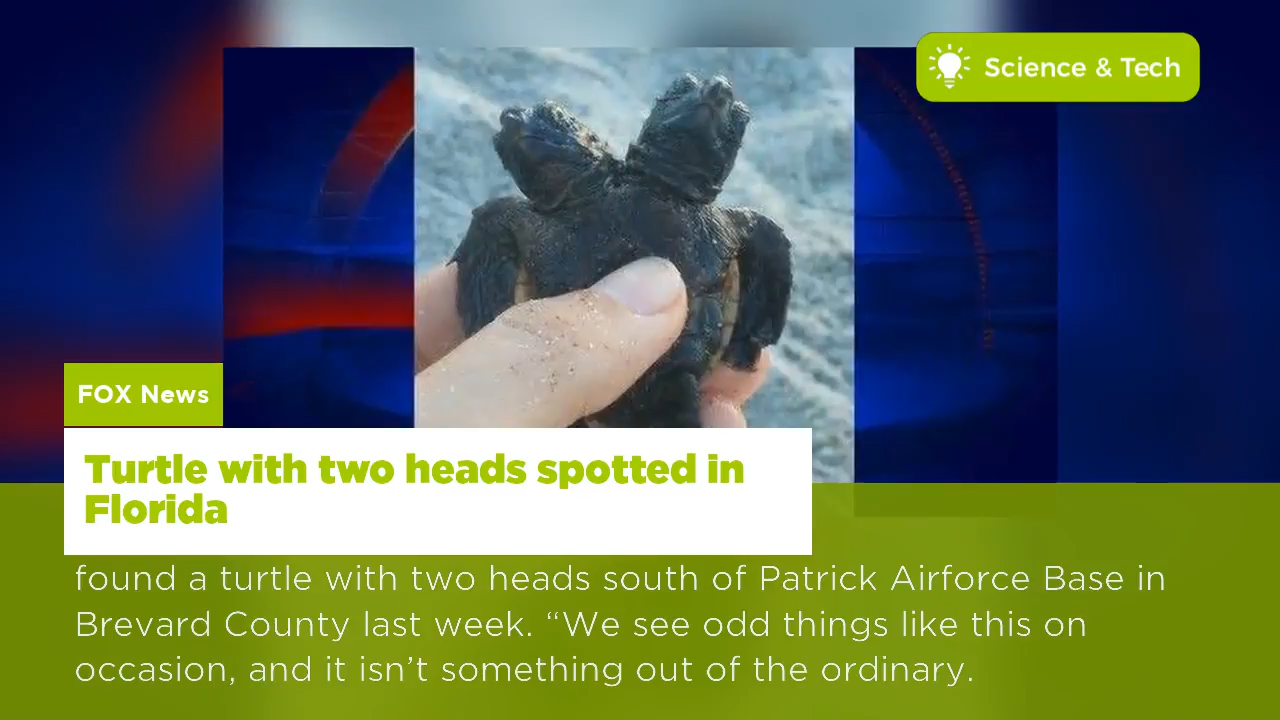 Science & Tech
FOX News
Turtle with two heads spotted in
Florida
found a turtle with two heads south of Patrick Airforce Base in
Brevard County last week. “We see odd things like this on
occasion, and it isn’t something out of the ordinary.